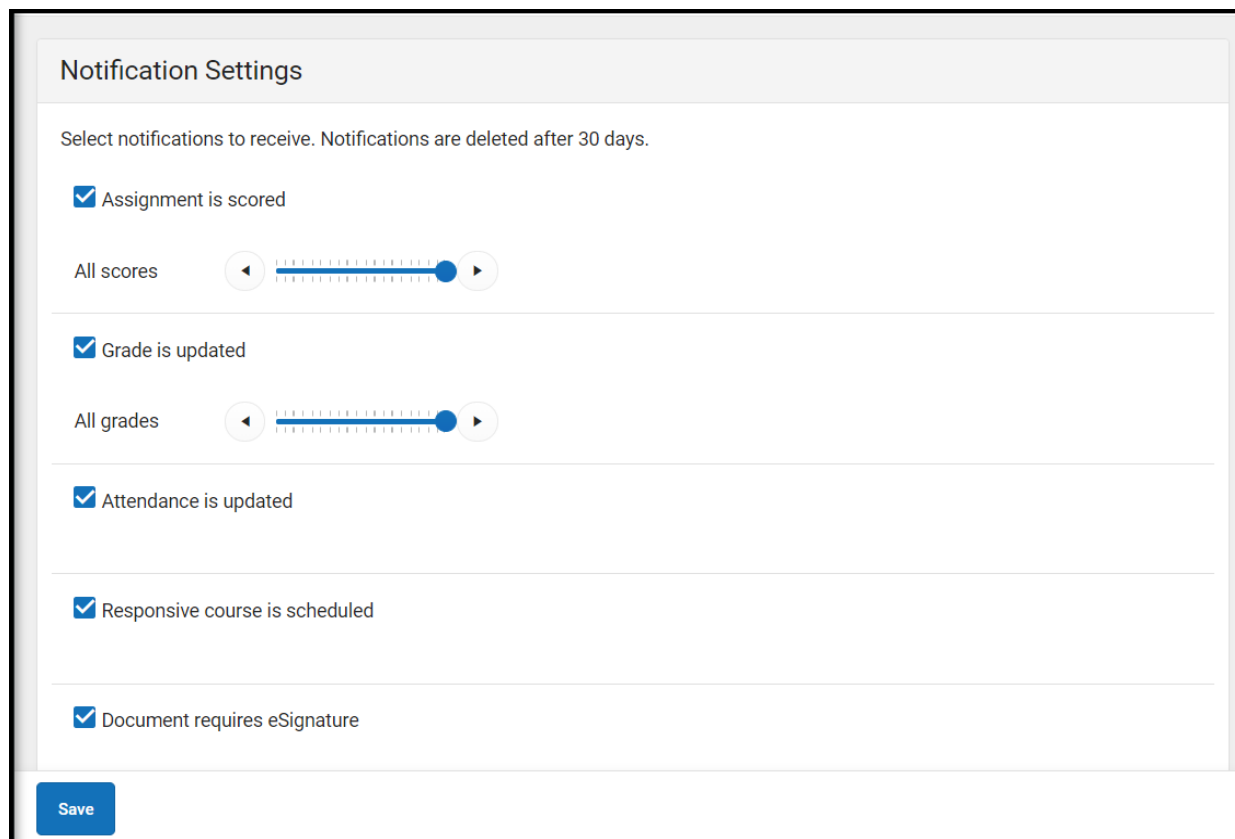 Notification Settings
Select notifications to receive. Notifications are deleted after 30 days.
Assignment is scored
All scores
Grade is updated
All grades
Attendance is updated
Responsive course is scheduled
Document requires eSignature
Save